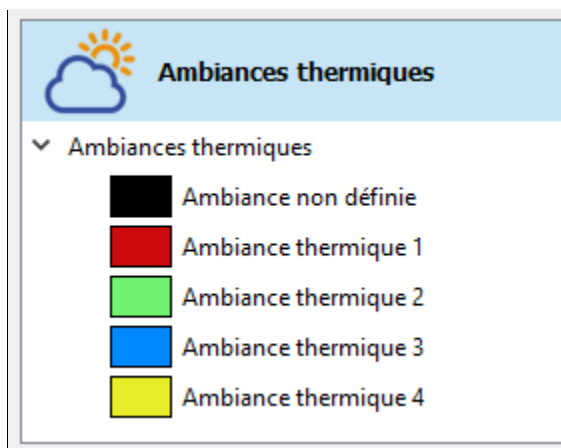 Ambiances thermiques
Ambiances thermiques
Ambiance non définie
Ambiance thermique 1
Ambiance thermique 2
Ambiance thermique 3
Ambiance thermique 4